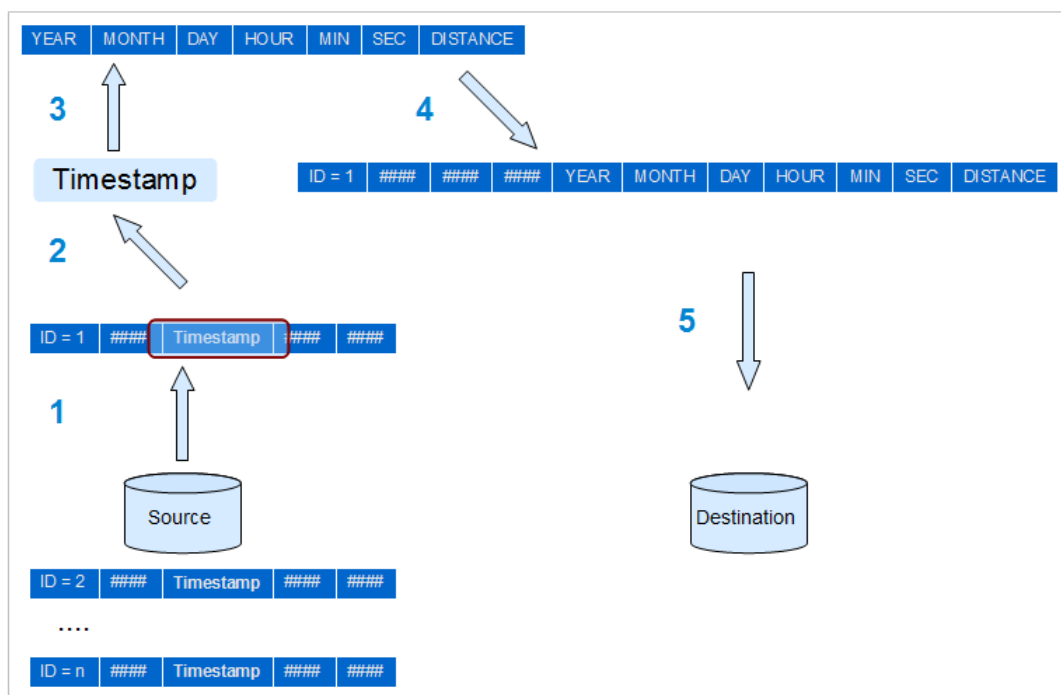 YEAR MONTH DAY HOUR MIN SEC DISTANCE
3 4
Timestamp
ID = 1 #### #### #### YEAR MONTH DAY HOUR MIN SEC DISTANCE
2
ID = 1 #### Timestamp #### ####
5
1
Source
Destination
ID = 2 #### Timestamp #### ####
....
ID = n #### Timestamp #### ####